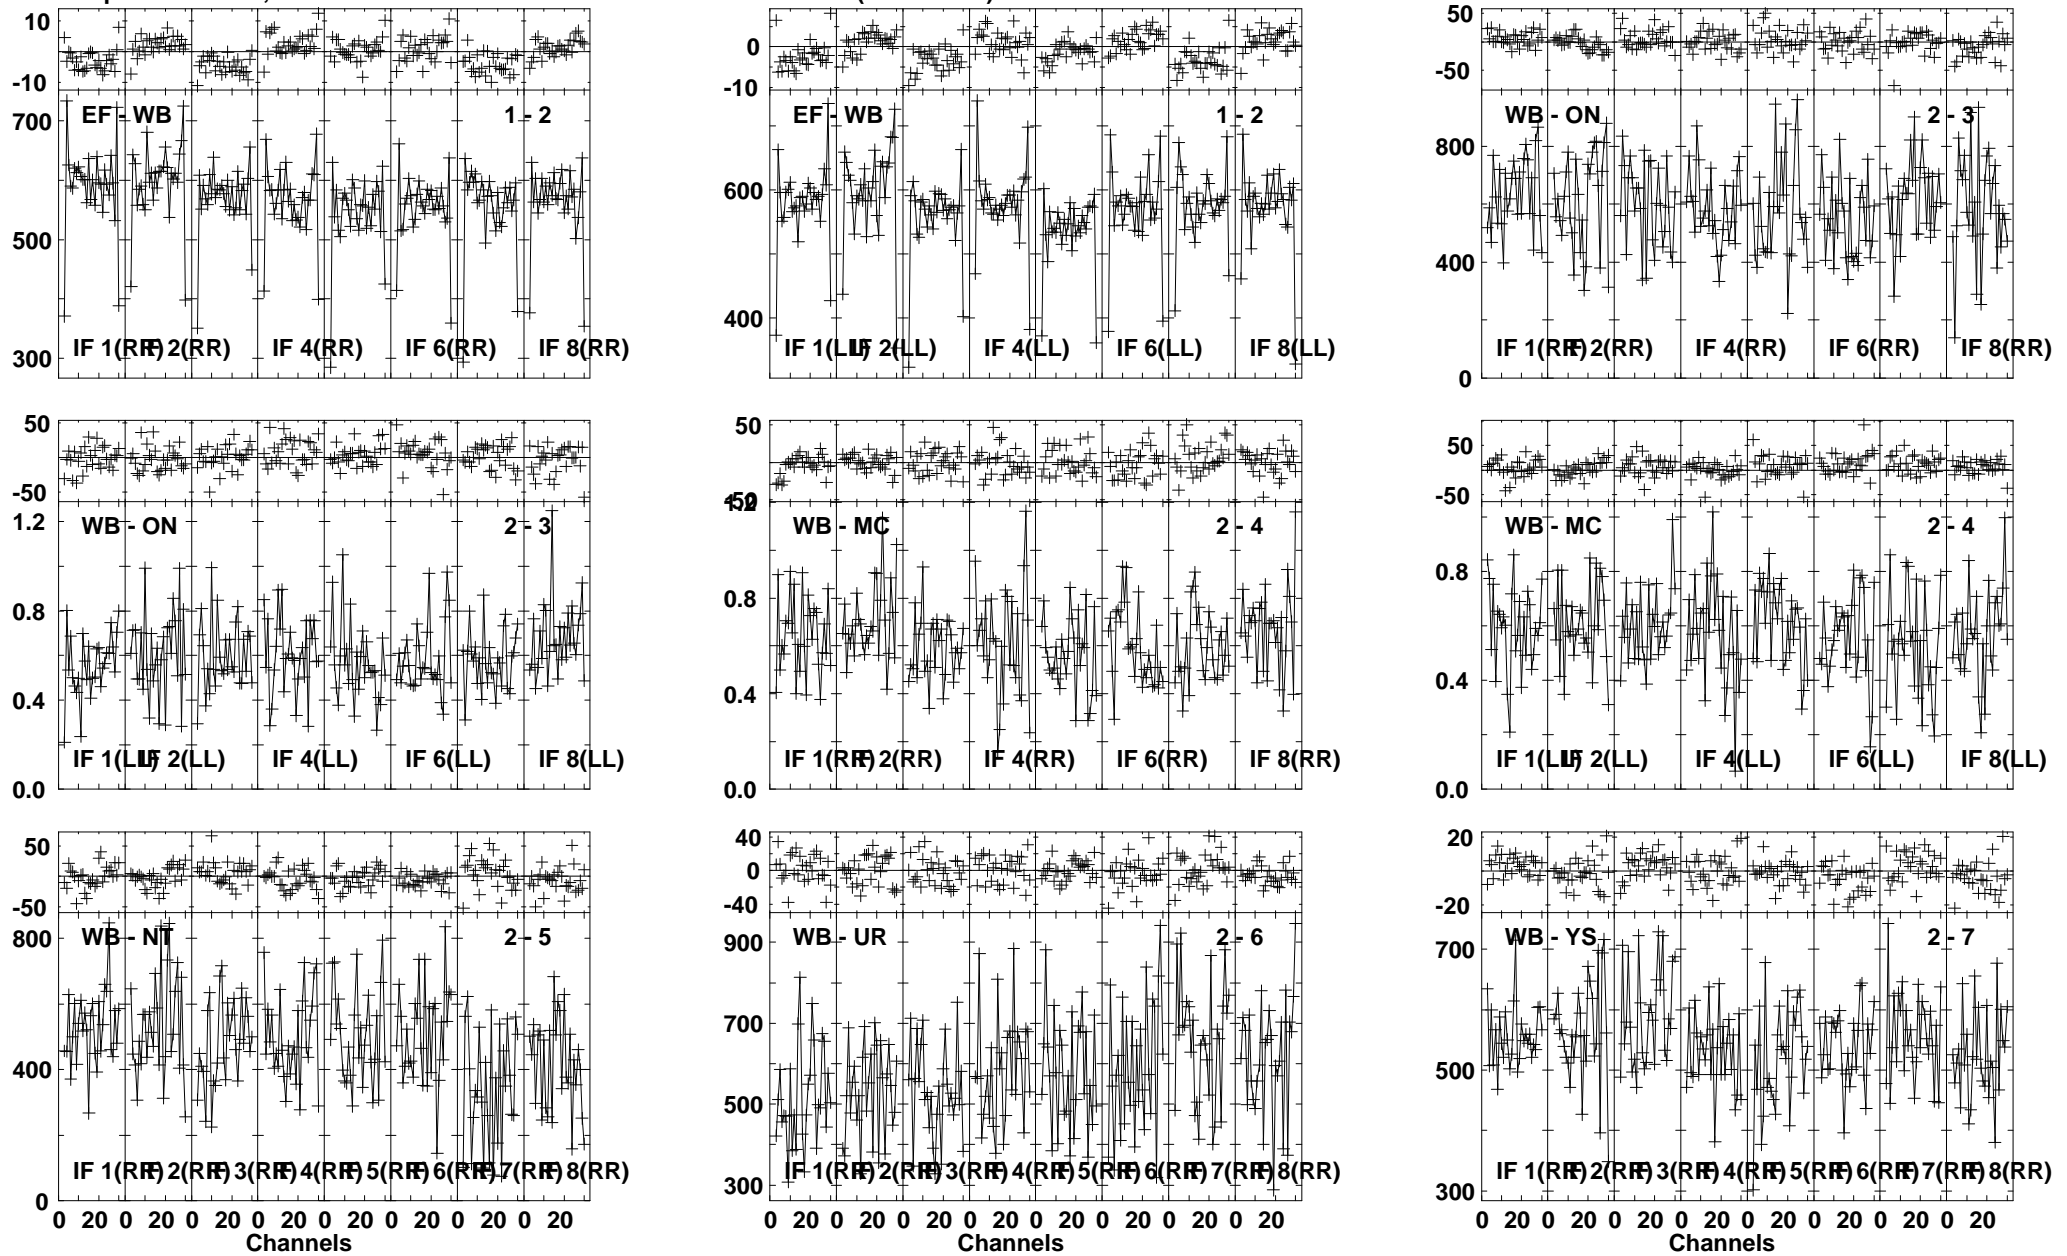 10
0
-10
700
500
300
EF - WB 1 - 2
IF 1(RR) IF 2(RR) IF 4(RR) IF 6(RR) IF 8(RR)
10
0
-10
600
400
EF - WB 1 - 2
IF 1(LL) IF 2(LL) IF 4(LL) IF 6(LL) IF 8(LL)
50
-50
800
400
0
WB - ON 2 - 3
IF 1(RR) IF 2(RR) IF 4(RR) IF 6(RR) IF 8(RR)
50
-50
1.2
0.8
0.4
0.0
WB - ON 2 - 3
IF 1(LL) IF 2(LL) IF 4(LL) IF 6(LL) IF 8(LL)
50
-50
1.2
0.8
0.4
0.0
WB - MC 2 - 4
IF 1(RR) IF 2(RR) IF 4(RR) IF 6(RR) IF 8(RR)
50
-50
0.8
0.4
0.0
WB - MC 2 - 4
IF 1(LL) IF 2(LL) IF 4(LL) IF 6(LL) IF 8(LL)
50
-50
800
400
0
WB - NT 2 - 5
IF 1(RR) IF 2(RR) IF 3(RR) IF 4(RR) IF 5(RR) IF 6(RR) IF 7(RR) IF 8(RR)
0 20 0 20 0 20 0 20 0 20 0 20 0 20 0 20
Channels
40
0
-40
900
700
500
300
WB - UR 2 - 6
IF 1(RR) IF 2(RR) IF 3(RR) IF 4(RR) IF 5(RR) IF 6(RR) IF 7(RR) IF 8(RR)
0 20 0 20 0 20 0 20 0 20 0 20 0 20 0 20
Channels
20
-20
700
500
300
WB - YS 2 - 7
IF 1(RR) IF 2(RR) IF 3(RR) IF 4(RR) IF 5(RR) IF 6(RR) IF 7(RR) IF 8(RR)
0 20 0 20 0 20 0 20 0 20 0 20 0 20 0 20
Channels